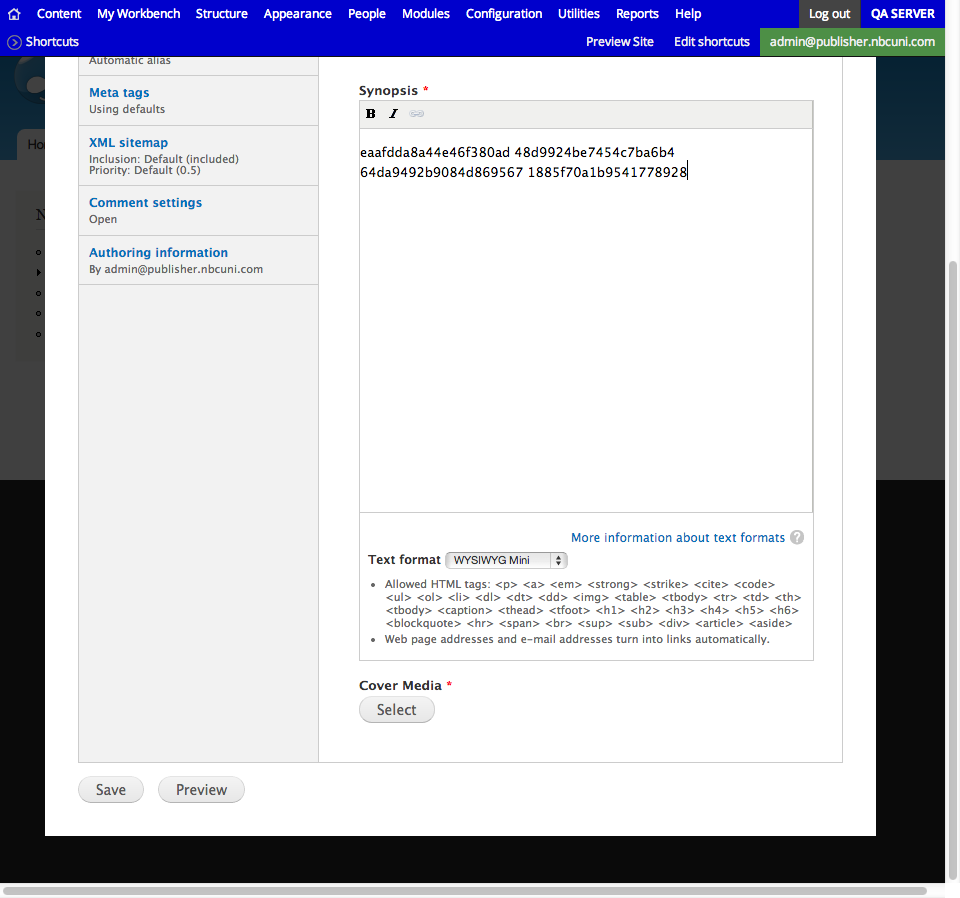 Content My Workbench Structure Appearance People Modules Configuration Utilities Reports Help Log out QA SERVER
Shortcuts Preview Site Edit shortcuts admin@publisher.nbcuni.com
Automatic alias
Meta tags
Using defaults
XML sitemap
Inclusion: Default (included)
Priority: Default (0.5)
Comment settings
Open
Authoring information
By admin@publisher.nbcuni.com
Synopsis *
B I
eaafdda8a44e46f380ad 48d9924be7454c7ba6b4
64da9492b9084d869567 1885f70a1b9541778928
More information about text formats ?
Text format WYSIWYG Mini
• Allowed HTML tags: <p> <a> <em> <strong> <strike> <cite> <code>
<ul> <ol> <li> <dl> <dt> <dd> <img> <table> <tbody> <tr> <td> <th>
<tbody> <caption> <thead> <tfoot> <h1> <h2> <h3> <h4> <h5> <h6>
<blockquote> <hr> <span> <br> <sup> <sub> <div> <article> <aside>
• Web page addresses and e-mail addresses turn into links automatically.
Cover Media *
Select
Save Preview